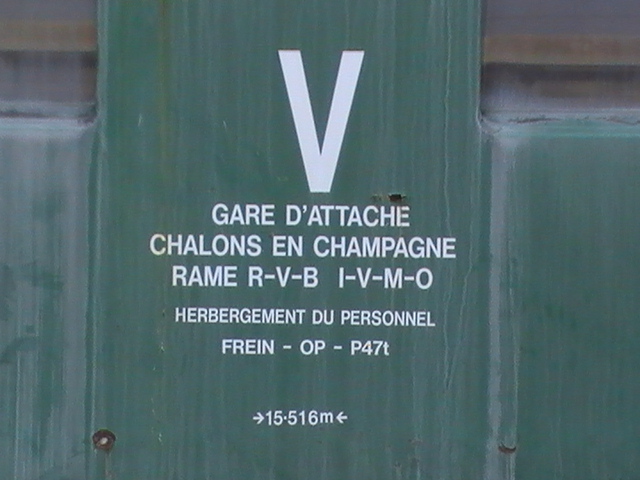 V
GARE D'ATTACHE
CHALONS EN CHAMPAGNE
RAME R-V-B I-V-M-O
HERBERGEMENT DU PERSONNEL
FREIN - OP - P47t
→15·516m←